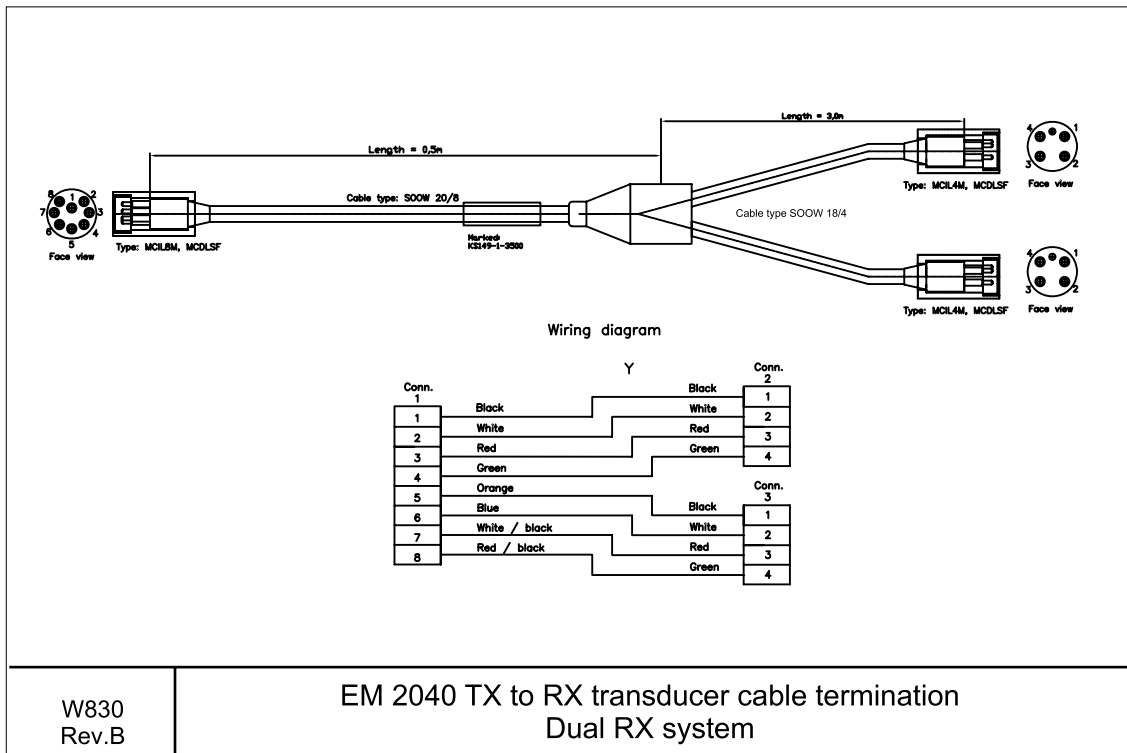 Length = 3,0m
Length = 0,5m
4 1
3 2
Face view
Type: MCIL4M, MCDLSF
Cable type: SOOW 20/8
8 1 2
7 3
6 4
5
Face view
Type: MCIL8M, MCDLSF
Marked:
KS149-1-3500
Cable type SOOW 18/4
4 1
3 2
Face view
Type: MCIL4M, MCDLSF
Wiring diagram
Y
Conn.
1
1
2
3
4
5
6
7
8
Black
White
Red
Green
Orange
Blue
White / black
Red / black
Conn.
2
Black 1
White 2
Red 3
Green 4
Conn.
3
Black 1
White 2
Red 3
Green 4
W830
Rev.B
EM 2040 TX to RX transducer cable termination
Dual RX system